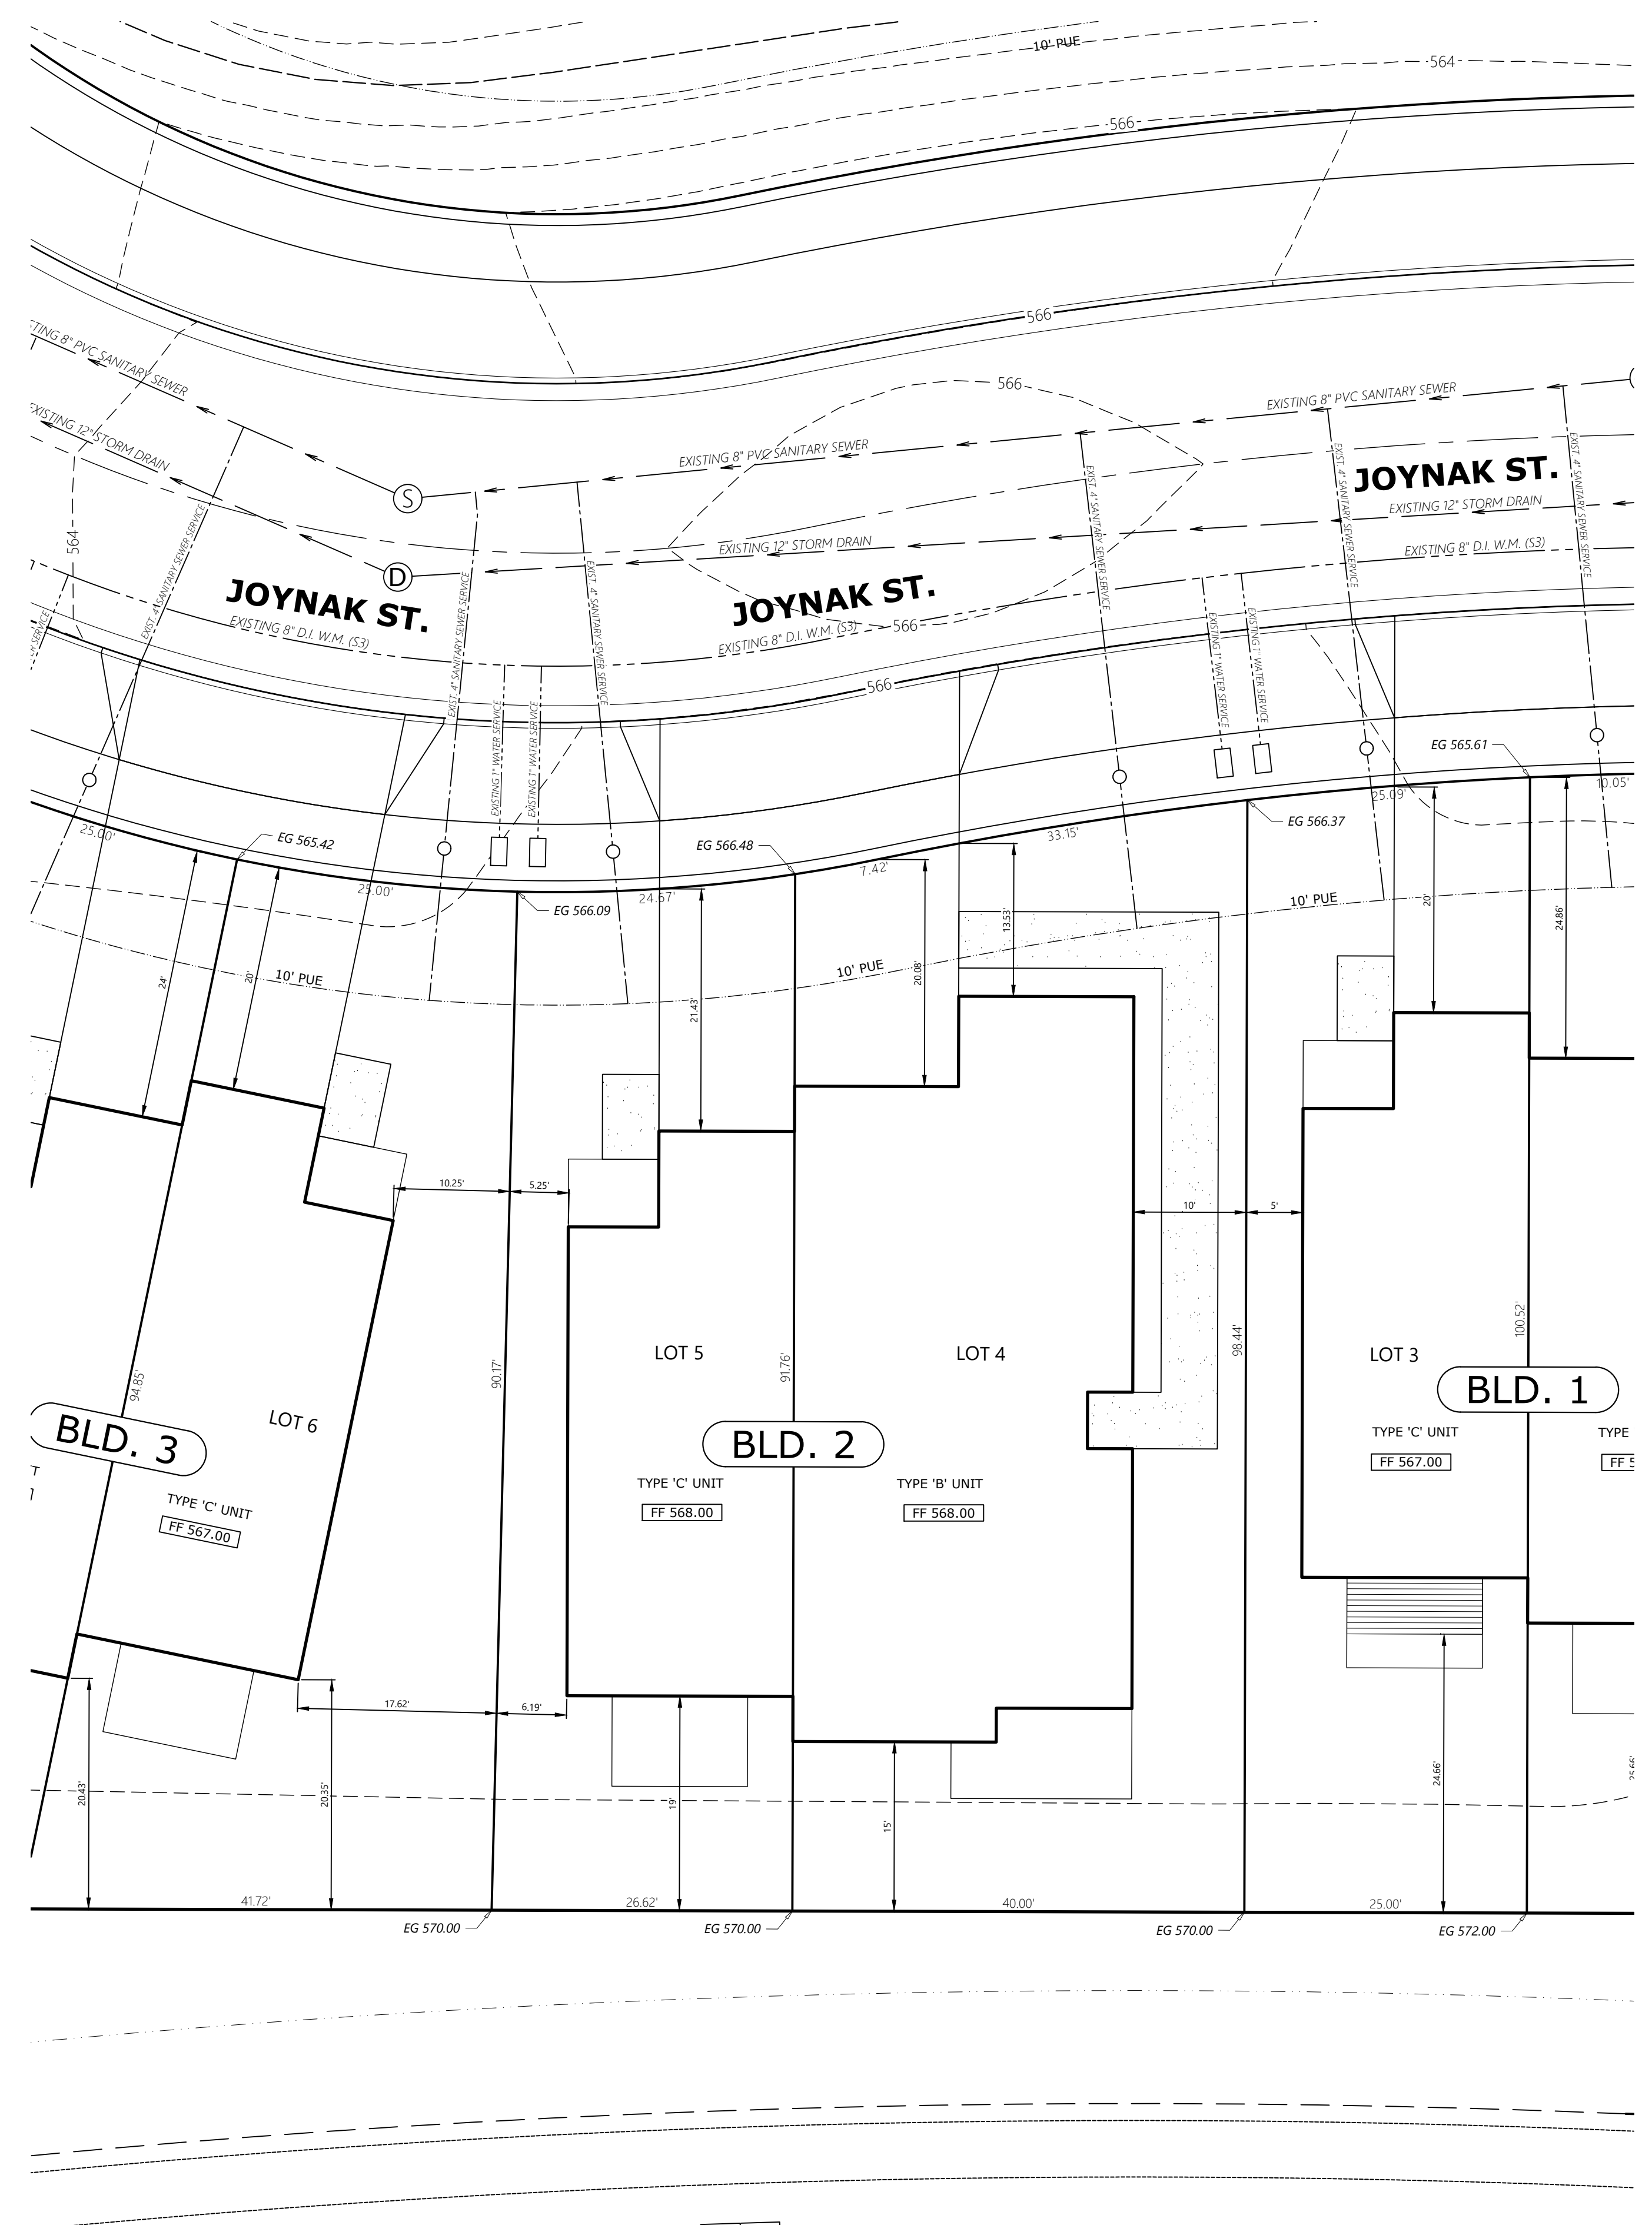 10' PUE
564
566
566
STING 8" PVC SANITARY SEWER
EXISTING 8" PVC SANITARY SEWER
566
EXISTING 12" STORM DRAIN
S
EXISTING 8" PVC SANITARY SEWER
JOYNAK ST.
EXISTING 12" STORM DRAIN
564
EXIST. 4" SANITARY SEWER SERVICE
EXISTING 12" STORM DRAIN
EXISTING 8" D.I. W.M. (S3)
D
JOYNAK ST.
EXISTING 8" D.I. W.M. (S3)
JOYNAK ST.
EXISTING 8" D.I. W.M. (S3)
566
R SERVICE
EXIST. 4" SANITARY SEWER SERVICE
EXIST. 4" SANITARY SEWER SERVICE
EXIST. 4" SANITARY SEWER SERVICE
EXIST. 4" SANITARY SEWER SERVICE
EXIST. 4" SANITARY SEWER SERVICE
566
EXISTING 1" WATER SERVICE
EXISTING 1" WATER SERVICE
EXISTING 1" WATER SERVICE
EXISTING 1" WATER SERVICE
EG 565.61
10.05'
25.09'
EG 566.37
33.15'
25.00'
EG 565.42
EG 566.48
7.42'
25.00'
24.67'
EG 566.09
10' PUE
10' PUE
10' PUE
24'
20'
21.43'
20.08'
13.53'
20'
24.86'
10.25'
5.25'
10'
5'
94.85'
90.17'
91.76'
98.44'
100.52'
LOT 5
LOT 4
LOT 3
BLD. 1
LOT 6
BLD. 3
BLD. 2
TYPE 'C' UNIT
TYPE
FF 567.00
FF 5
T
TYPE 'C' UNIT
FF 567.00
TYPE 'C' UNIT
FF 568.00
TYPE 'B' UNIT
FF 568.00
17.62'
6.19'
20.43'
20.35'
19'
15'
24.66'
25.66'
41.72'
26.62'
40.00'
25.00'
EG 570.00
EG 570.00
EG 570.00
EG 572.00